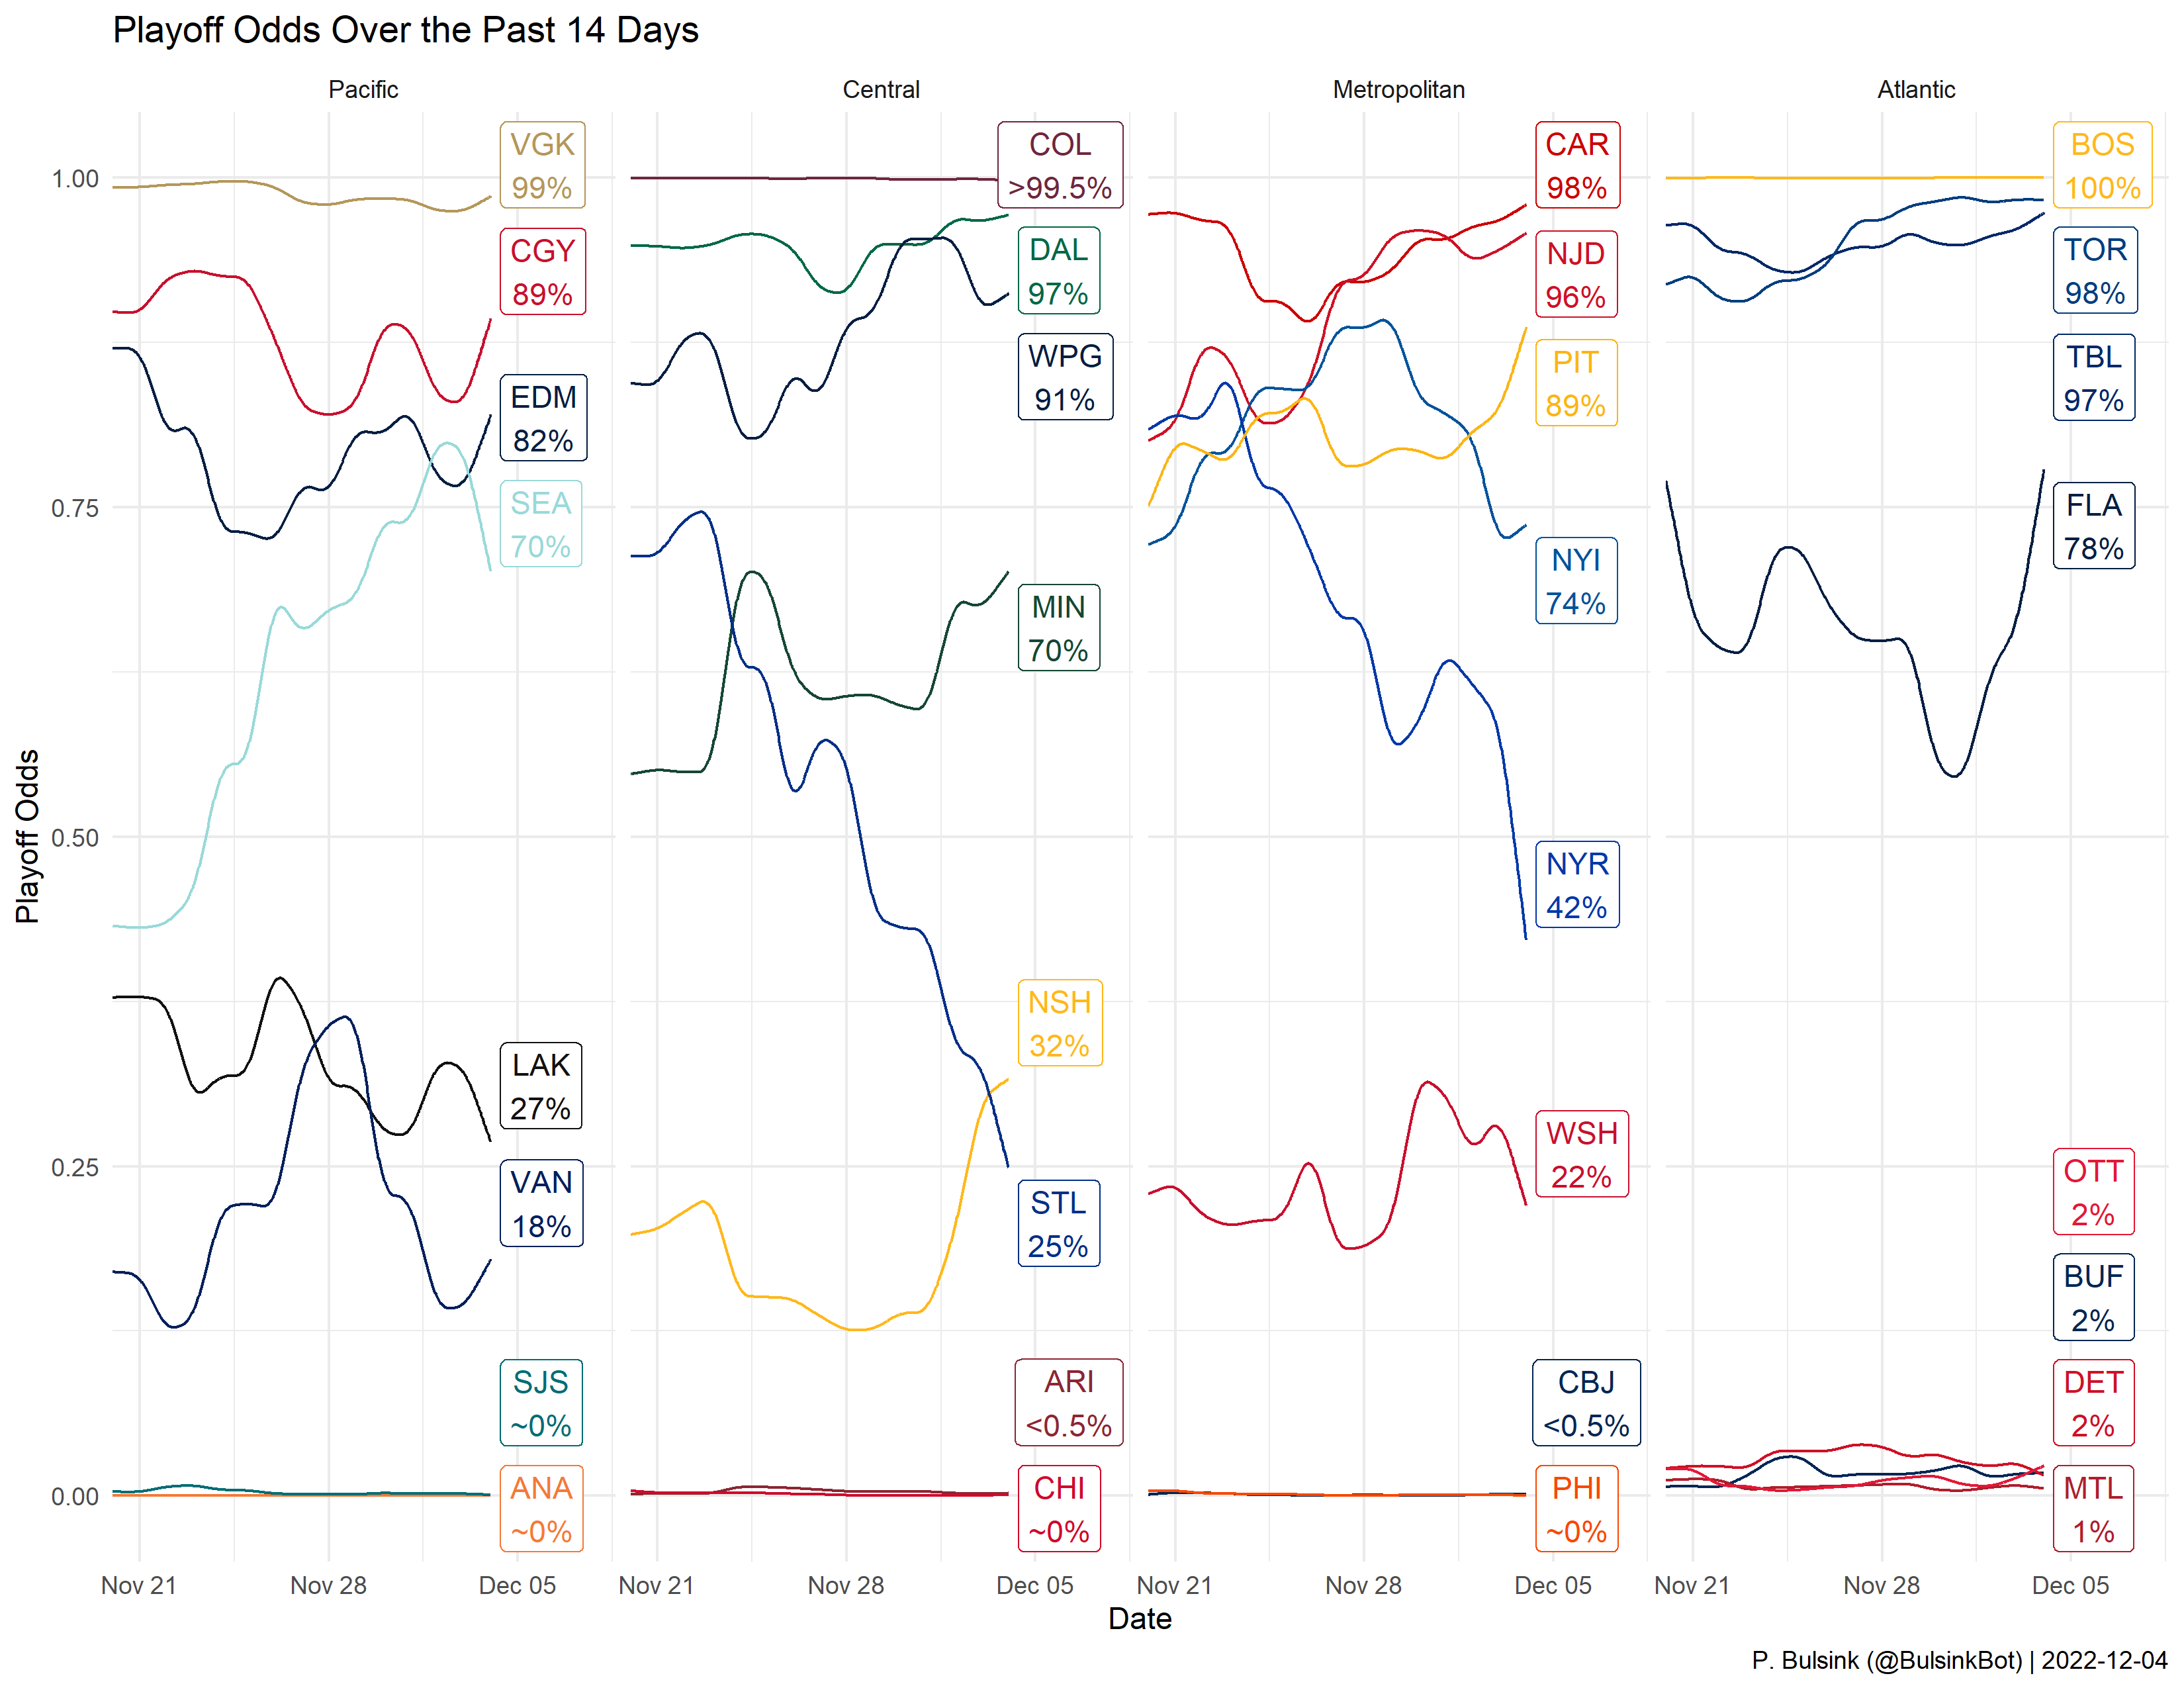 Playoff Odds Over the Past 14 Days
Pacific
Central
Metropolitan
Atlantic
Playoff Odds
1.00
0.75
0.50
0.25
0.00
VGK
99%
CGY
89%
EDM
82%
SEA
70%
LAK
27%
VAN
18%
SJS
~0%
ANA
~0%
COL
>99.5%
DAL
97%
WPG
91%
MIN
70%
NSH
32%
STL
25%
ARI
<0.5%
CHI
~0%
CAR
98%
NJD
96%
PIT
89%
NYI
74%
NYR
42%
WSH
22%
CBJ
<0.5%
PHI
~0%
BOS
100%
TOR
98%
TBL
97%
FLA
78%
OTT
2%
BUF
2%
DET
2%
MTL
1%
Nov 21 Nov 28 Dec 05
Nov 21 Nov 28 Dec 05
Nov 21 Nov 28 Dec 05
Nov 21 Nov 28 Dec 05
Date
P. Bulsink (@BulsinkBot) | 2022-12-04